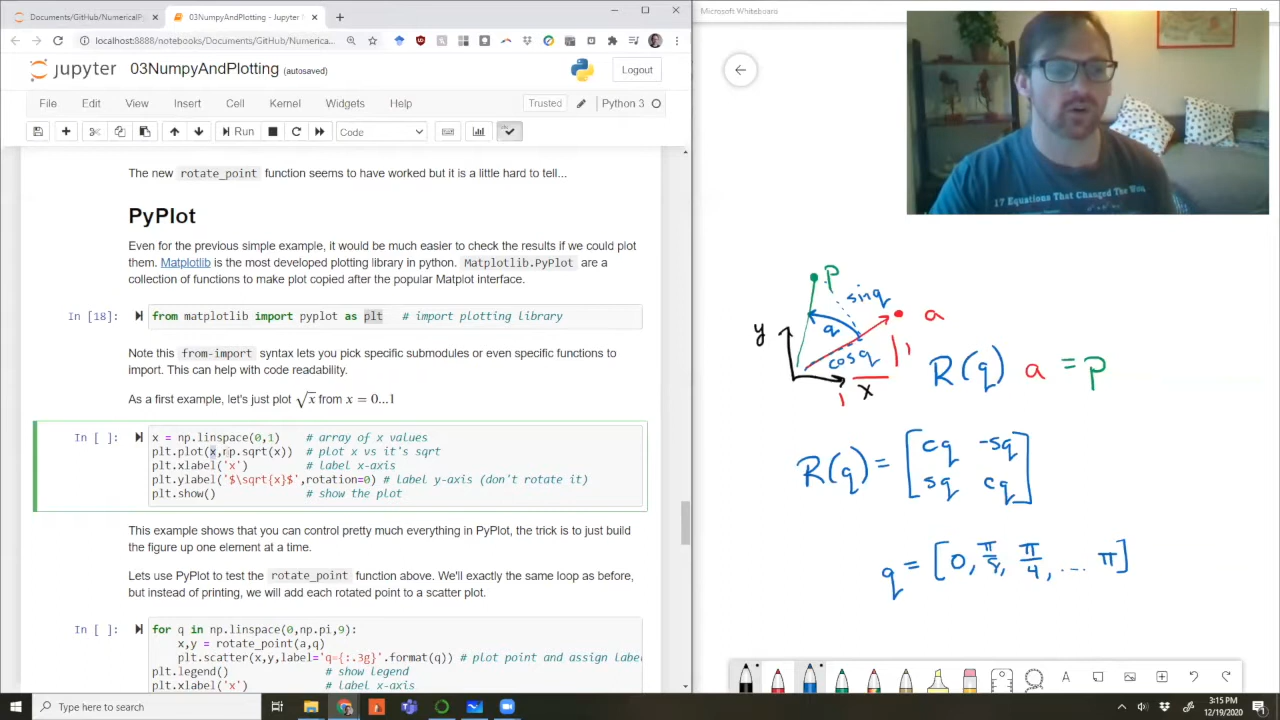 Documents/GitHub/NumericalPy
03NumpyAndPlotting - Jupyter N
localhost:8888/notebooks/Documents/GitHub/Numerica...
jupyter 03NumpyAndPlotting (autosaved)
Logout
File Edit View Insert Cell Kernel Widgets Help
Trusted
Python 3
Run
Code
The new rotate_point function seems to have worked but it is a little hard to tell...
PyPlot
Even for the previous simple example, it would be much easier to check the results if we could plot
them. Matplotlib is the most developed plotting library in python. Matplotlib.PyPlot are a
collection of functions to make plot copied after the popular Matplot interface.
In [18]: from matplotlib import pyplot as plt # import plotting library
Note this from-import syntax lets you pick specific submodules or even specific functions to
import. This can help with code readability.
As a first example, let's just plot √x from x = 0...1
In [ ]: x = np.linspace(0,1) # array of x values
plt.plot(x,np.sqrt(x)) # plot x vs it's sqrt
plt.xlabel('x') # label x-axis
plt.ylabel('$\sqrt{x}$',rotation=0) # label y-axis (don't rotate it)
plt.show() # show the plot
This example shows that you can control pretty much everything in PyPlot, the trick is to just build
the figure up one element at a time.
Lets use PyPlot to test the rotate_point function above. We'll exactly the same loop as before,
but instead of printing, we will add each rotated point to a scatter plot.
In [ ]: for q in np.linspace(0,np.pi,9):
x,y = rotate_point(a,q)
plt.scatter(x,y,label='q={:.3g}'.format(q)) # plot point and assign labe
plt.legend() # show legend
plt.xlabel('x') # label x-axis
Microsoft Whiteboard
17 Equations That Changed The Wor
p
sin q
a
y
q
cos q
1
x
1
R(q) a = p
R(q) = [cq -sq
sq cq]
q = [0, π/8, π/4, ... π]
A
Type here to search
3:15 PM
12/19/2020
1